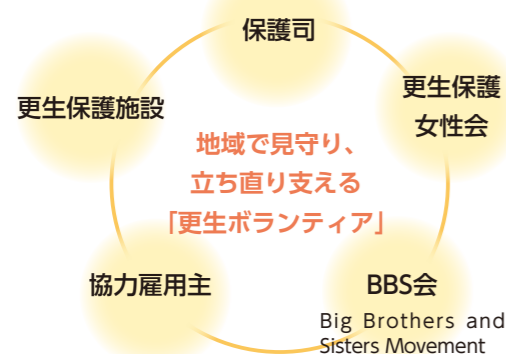 保護司
更生保護施設
更生保護
女性会
地域で見守り、
立ち直り支える
「更生ボランティア」
協力雇用主
BBS会
Big Brothers and
Sisters Movement